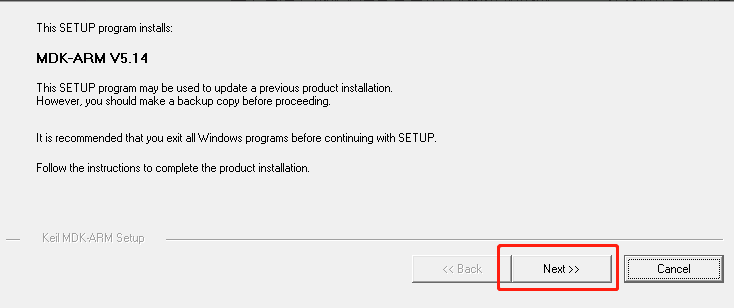 This SETUP program installs:
MDK-ARM V5.14
This SETUP program may be used to update a previous product installation.
However, you should make a backup copy before proceeding.
It is recommended that you exit all Windows programs before continuing with SETUP.
Follow the instructions to complete the product installation.
Keil MDK-ARM Setup
<< Back
Next >>
Cancel